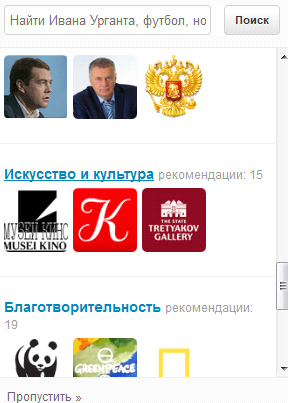 Найти Ивана Урганта, футбол, но
Поиск
Искусство и культура рекомендации: 15
МУЗЕЙ КИНО
MUSEI KINO
К
THE STATE
TRETYAKOV
GALLERY
Благотворительность рекомендации:
19
GREENPEACE
Пропустить »